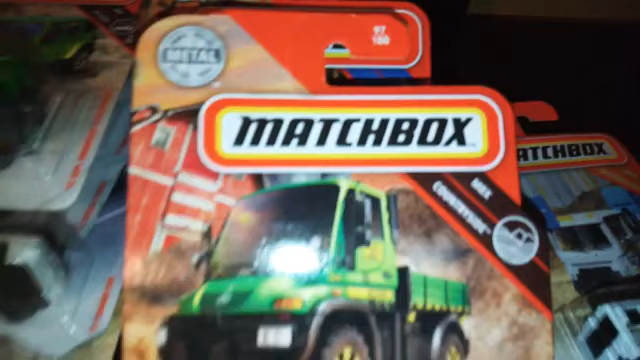 METAL
97
100
MATCHBOX
MBX
COUNTRYSIDE
MATCHBOX